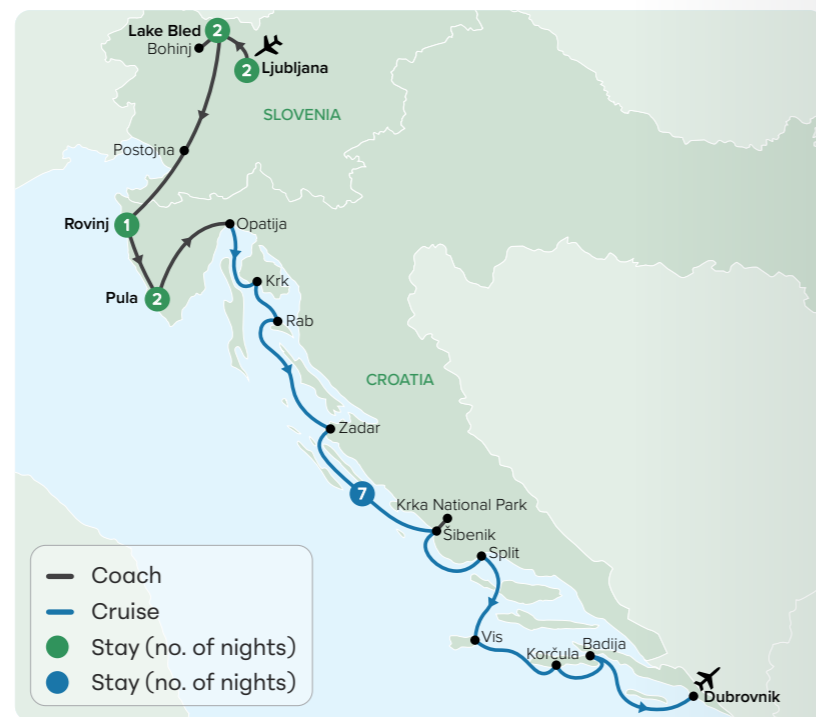 Lake Bled
2
Bohinj
2
Ljubljana
SLOVENIA
Postojna
Rovinj
1
Opatija
Pula
2
Krk
Rab
CROATIA
Zadar
7
Krka National Park
Šibenik
Split
Vis
Korčula
Badija
Dubrovnik
Coach
Cruise
Stay (no. of nights)
Stay (no. of nights)